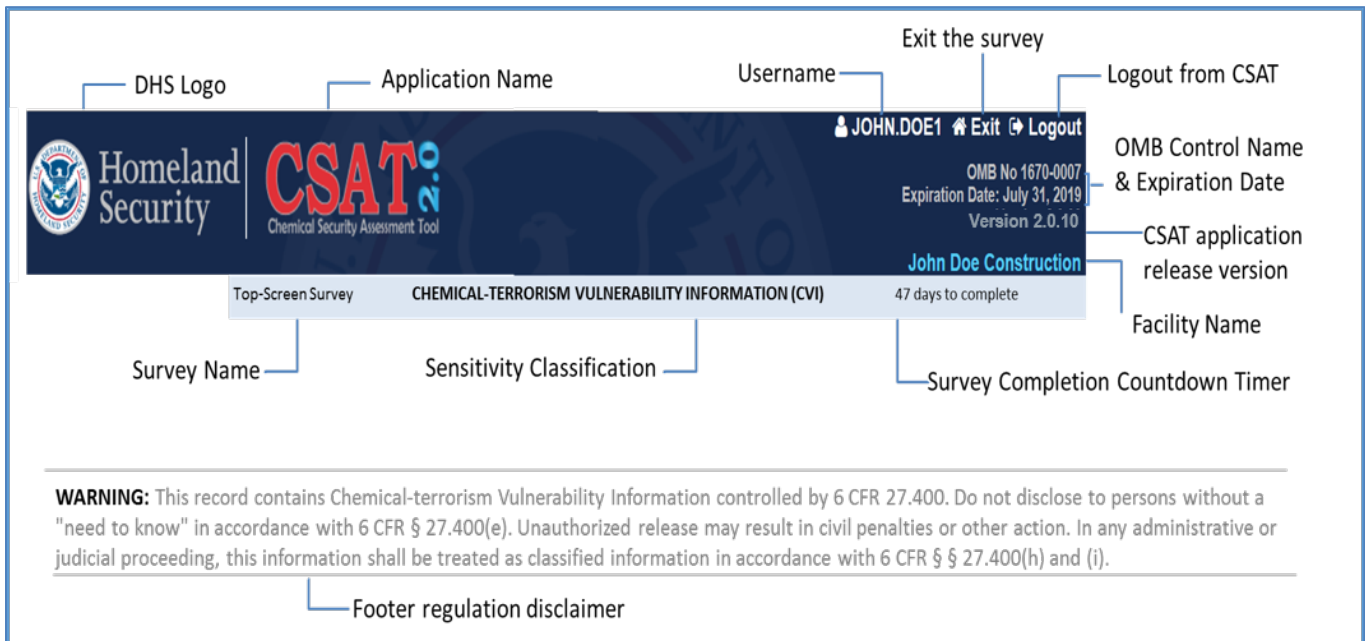 Exit the survey
DHS Logo
Application Name
Username
Logout from CSAT
JOHN.DOE1 Exit Logout
Homeland
Security
CSAT 2.0
Chemical Security Assessment Tool
OMB No 1670-0007
Expiration Date: July 31, 2019
Version 2.0.10
John Doe Construction
OMB Control Name
& Expiration Date
CSAT application
release version
Facility Name
Top-Screen Survey CHEMICAL-TERRORISM VULNERABILITY INFORMATION (CVI) 47 days to complete
Survey Name
Sensitivity Classification
Survey Completion Countdown Timer
WARNING: This record contains Chemical-terrorism Vulnerability Information controlled by 6 CFR 27.400. Do not disclose to persons without a
"need to know" in accordance with 6 CFR § 27.400(e). Unauthorized release may result in civil penalties or other action. In any administrative or
judicial proceeding, this information shall be treated as classified information in accordance with 6 CFR § § 27.400(h) and (i).
Footer regulation disclaimer